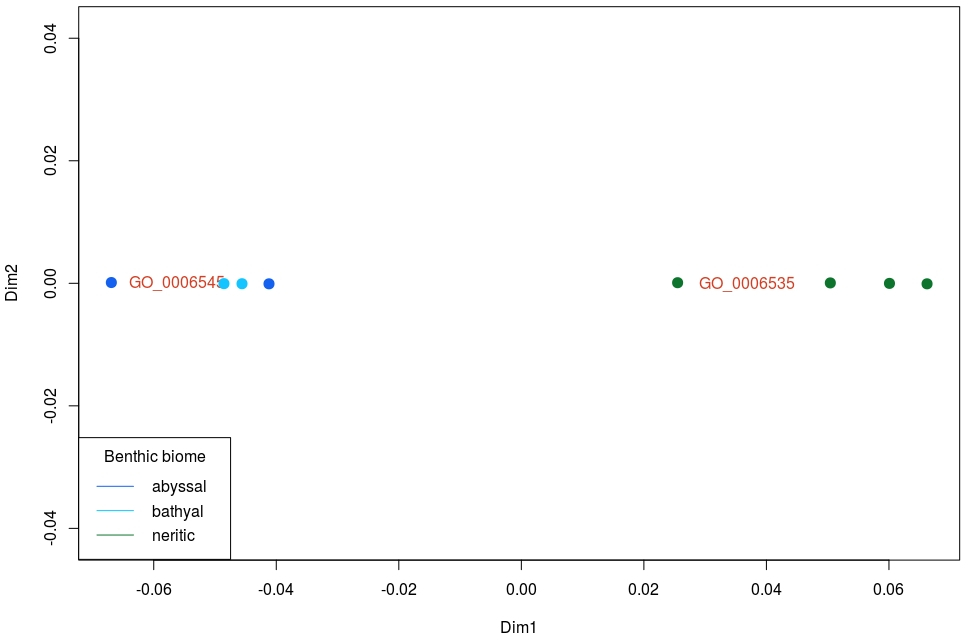 0.04
0.02
0.00
-0.02
-0.04
Dim2
GO_0006545
GO_0006535
Benthic biome
abyssal
bathyal
neritic
-0.06
-0.04
-0.02
0.00
0.02
0.04
0.06
Dim1